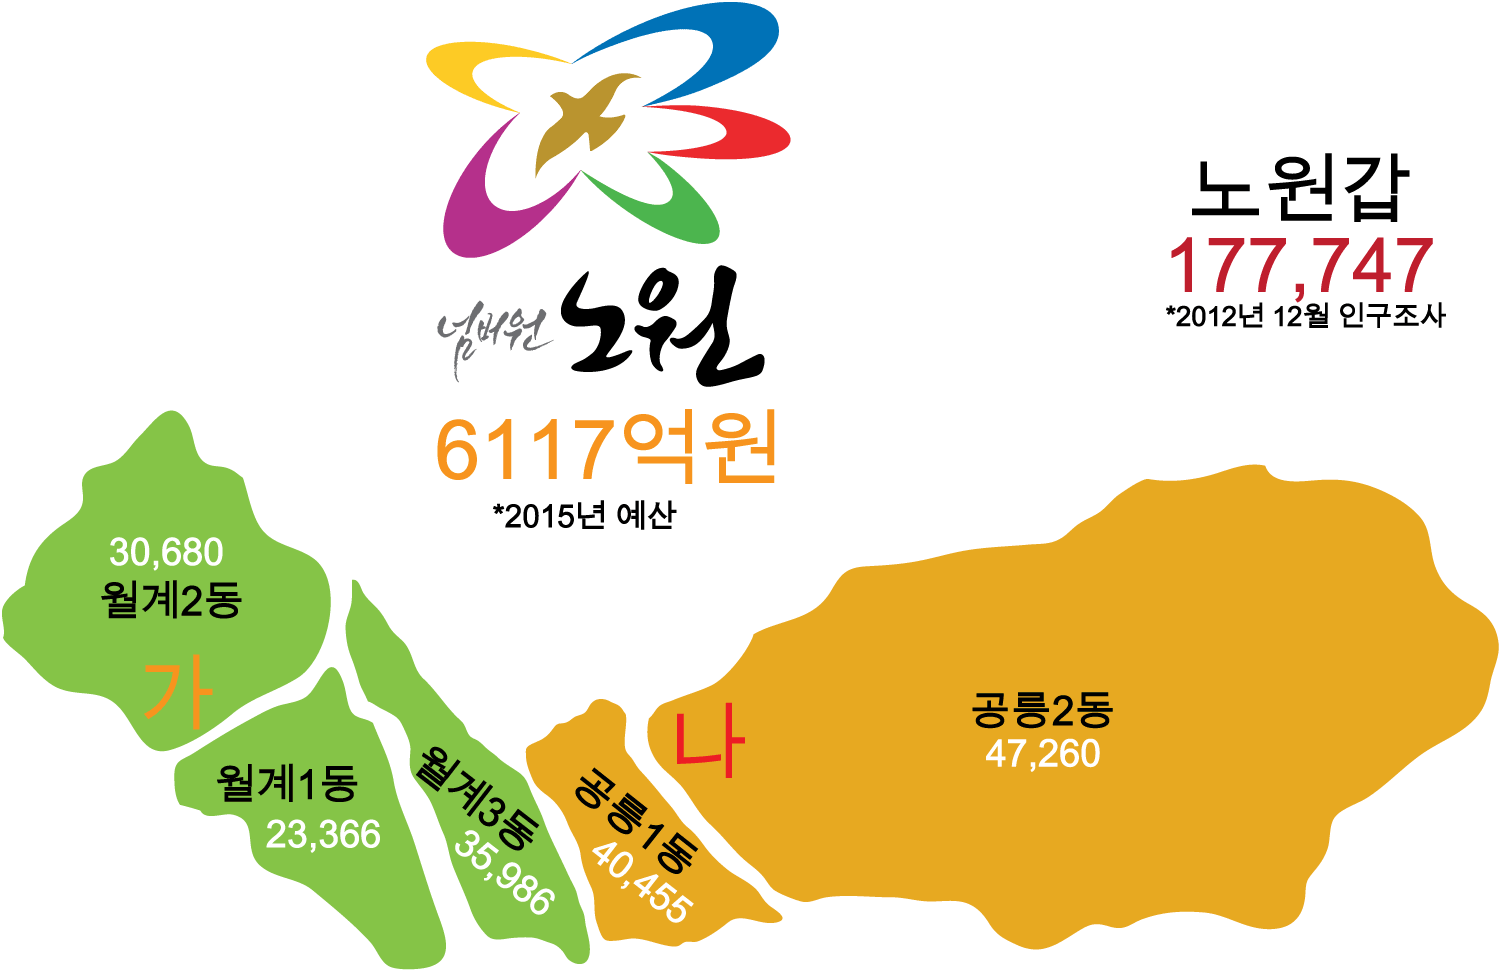 넘버원 노원
6117억원
*2015년 예산
노원갑
177,747
*2012년 12월 인구조사
30,680
월계2동
가
월계1동
23,366
월계3동
35,986
공릉1동
40,455
나
공릉2동
47,260